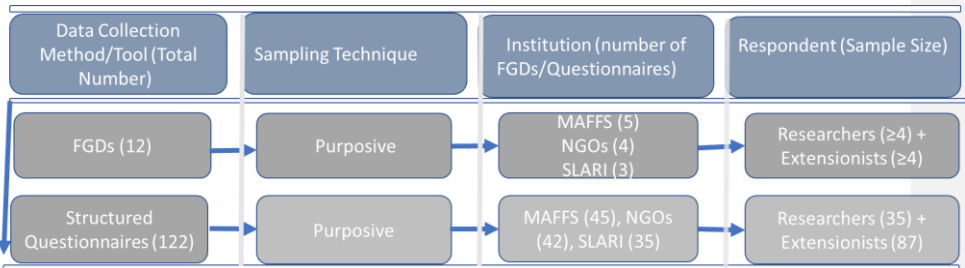 Data Collection
Method/Tool (Total
Number)
Sampling Technique
Institution (number of
FGDs/Questionnaires)
Respondent (Sample Size)
FGDs (12)
Purposive
MAFFS (5)
NGOs (4)
SLARI (3)
Researchers (≥4) +
Extensionists (≥4)
Structured
Questionnaires (122)
Purposive
MAFFS (45), NGOs
(42), SLARI (35)
Researchers (35) +
Extensionists (87)